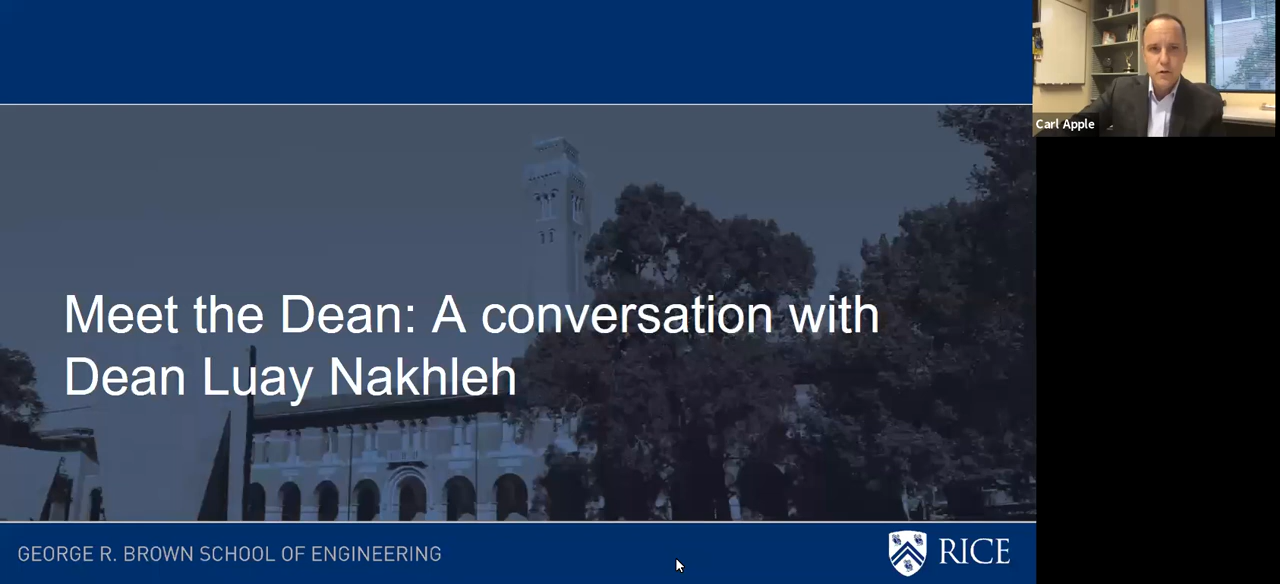 Carl Apple
Meet the Dean: A conversation with
Dean Luay Nakhleh
GEORGE R. BROWN SCHOOL OF ENGINEERING
RICE